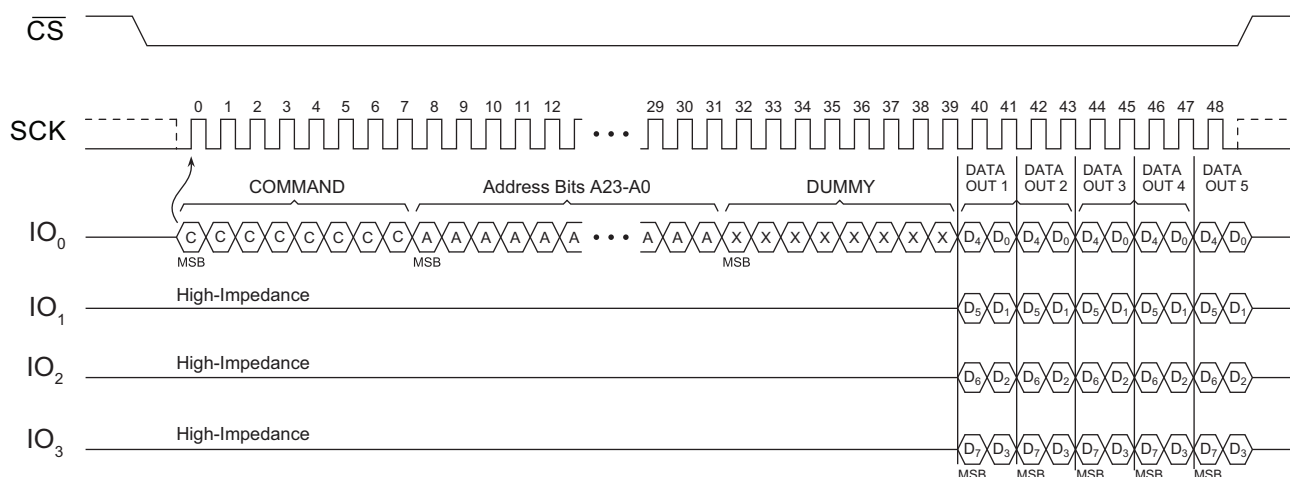 CS
0 1 2 3 4 5 6 7 8 9 10 11 12 29 30 31 32 33 34 35 36 37 38 39 40 41 42 43 44 45 46 47 48
SCK
COMMAND Address Bits A23-A0 DUMMY
DATA OUT 1 DATA OUT 2 DATA OUT 3 DATA OUT 4 DATA OUT 5
IO0 C C C C C C C C A A A A A A • • • A A A X X X X X X X X D4 D0 D4 D0 D4 D0 D4 D0 D4 D0
MSB MSB MSB
High-Impedance
IO1 D5 D1 D5 D1 D5 D1 D5 D1 D5 D1
High-Impedance
IO2 D6 D2 D6 D2 D6 D2 D6 D2 D6 D2
High-Impedance
IO3 D7 D3 D7 D3 D7 D3 D7 D3 D7 D3
MSB MSB MSB MSB MSB